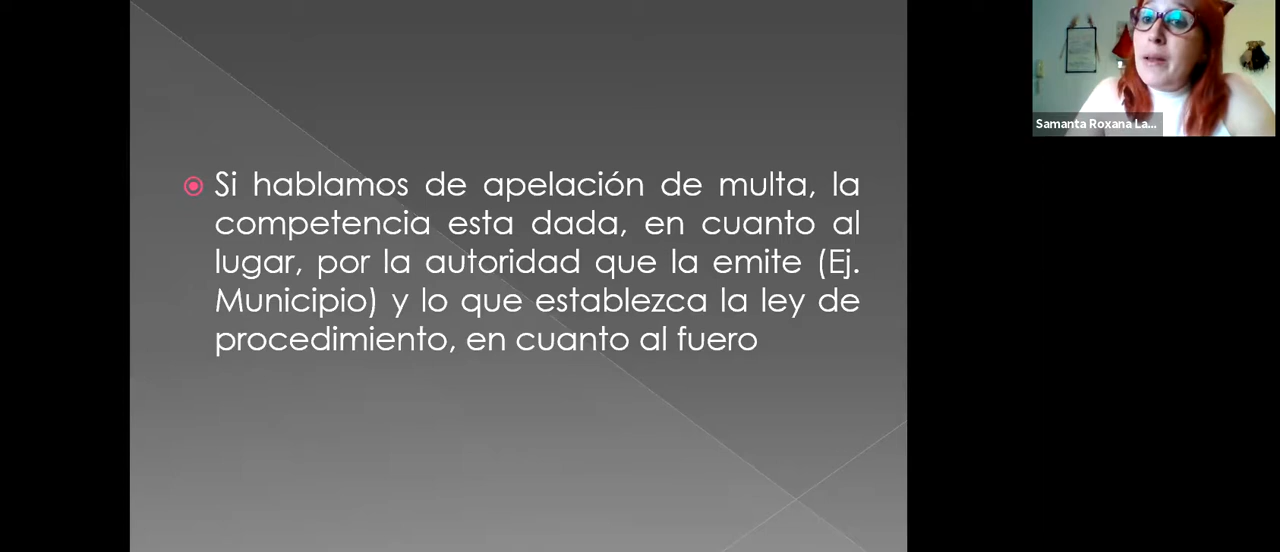 Si hablamos de apelación de multa, la
competencia esta dada, en cuanto al
lugar, por la autoridad que la emite (Ej.
Municipio) y lo que establezca la ley de
procedimiento, en cuanto al fuero
Samanta Roxana La...